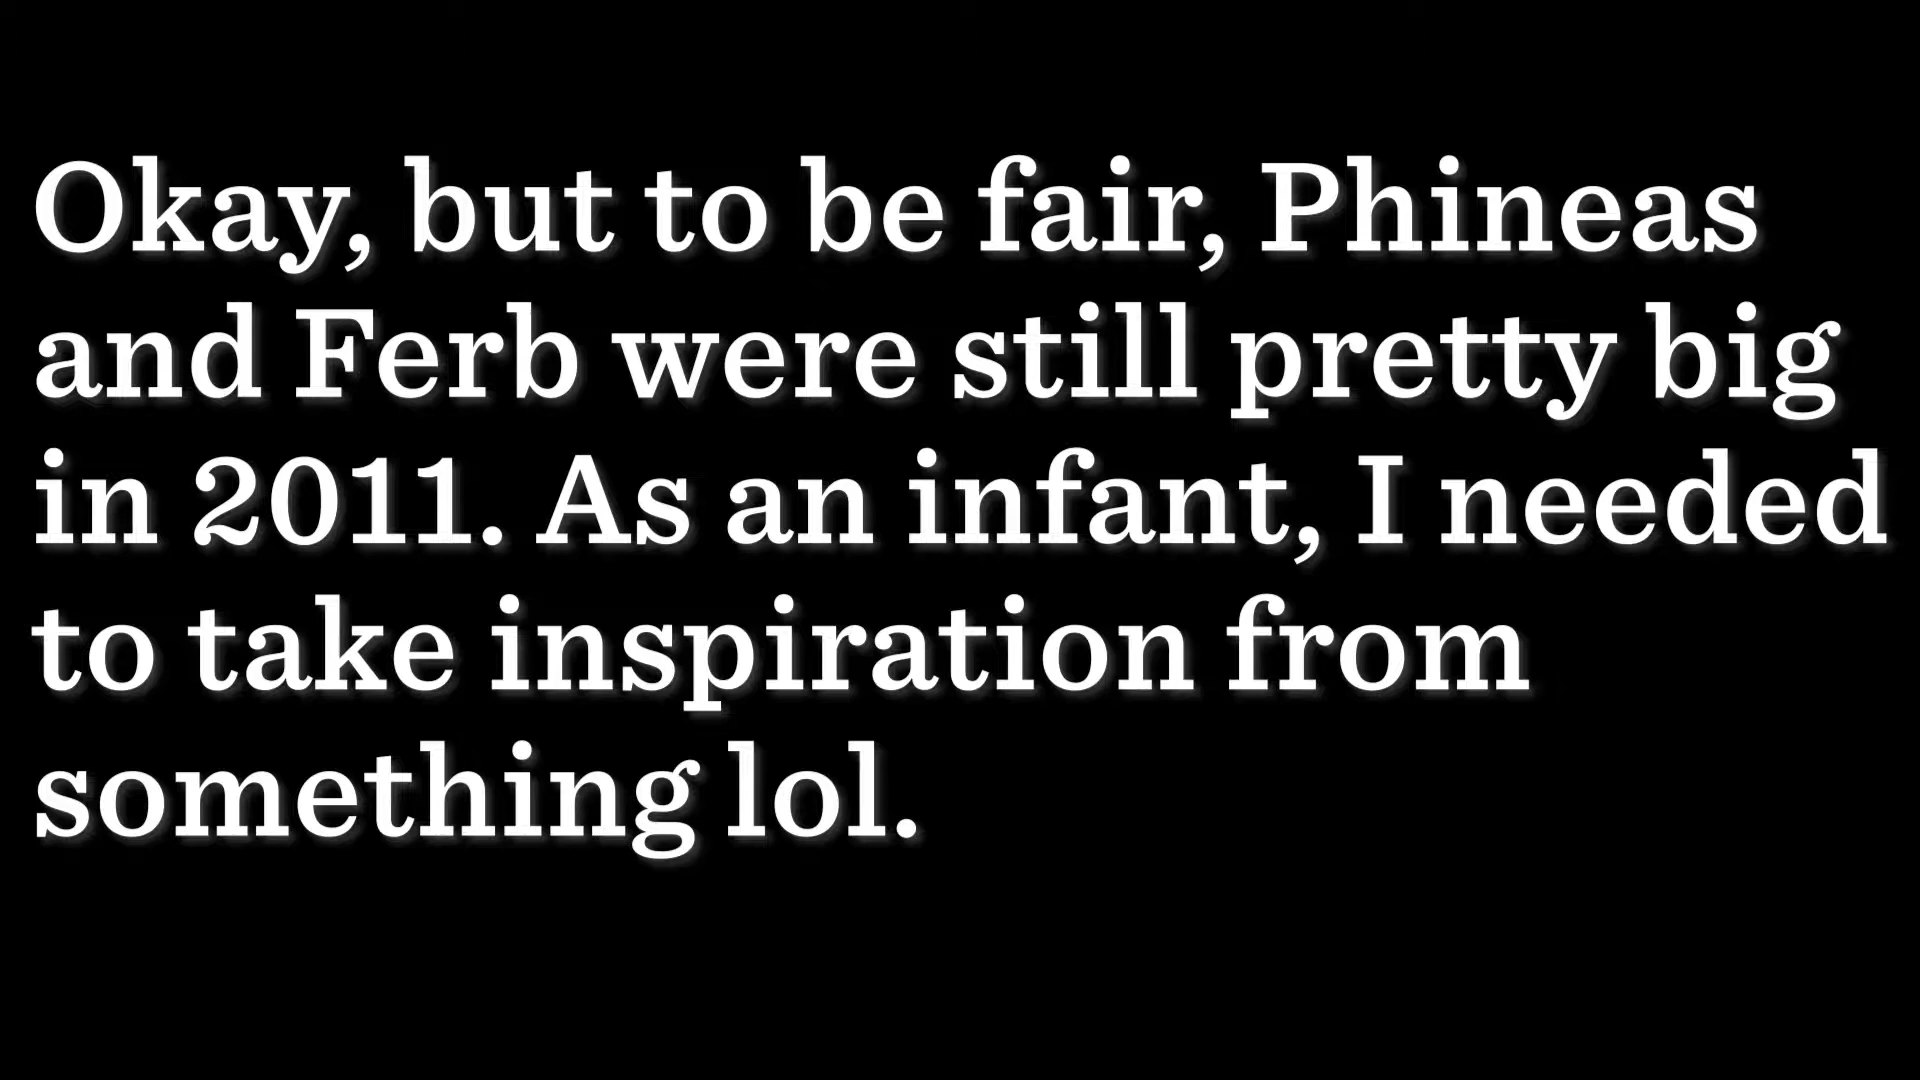 Okay, but to be fair, Phineas
and Ferb were still pretty big
in 2011. As an infant, I needed
to take inspiration from
something lol.